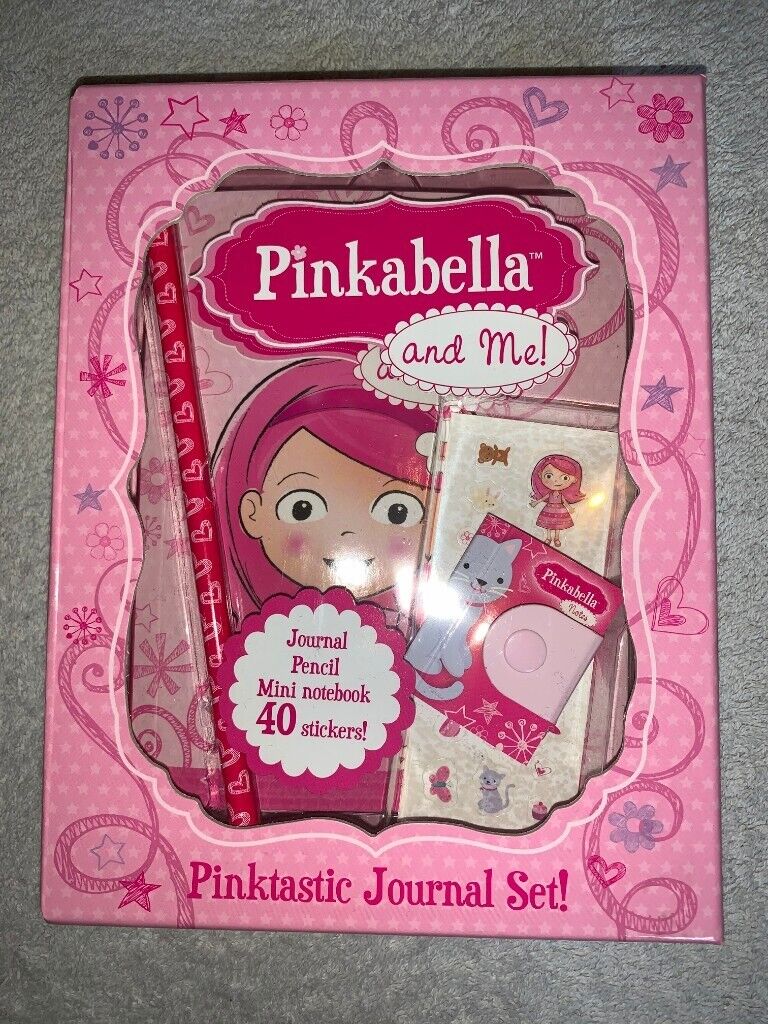 Pinkabella™
and Me!
a
Pinkabella
Notes
Journal
Pencil
Mini notebook
40 stickers!
Pinktastic Journal Set!